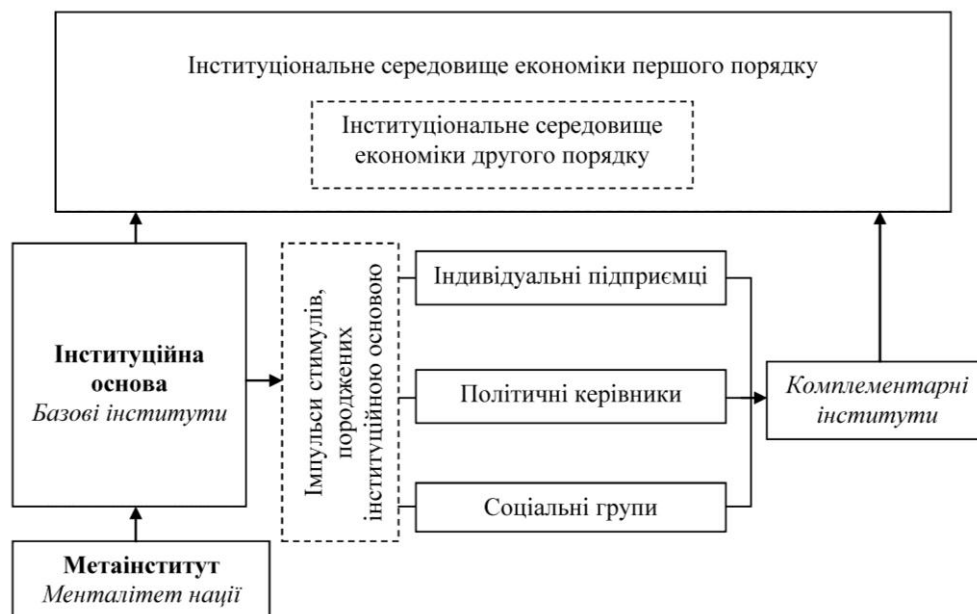 Інституціональне середовище економіки першого порядку
Інституціональне середовище
економіки другого порядку
Інституційна
основа
Базові інститути
Імпульси стимулів,
породжених
інституційною основою
Індивідуальні підприємці
Політичні керівники
Соціальні групи
Комплементарні
інститути
Метаінститут
Менталітет нації